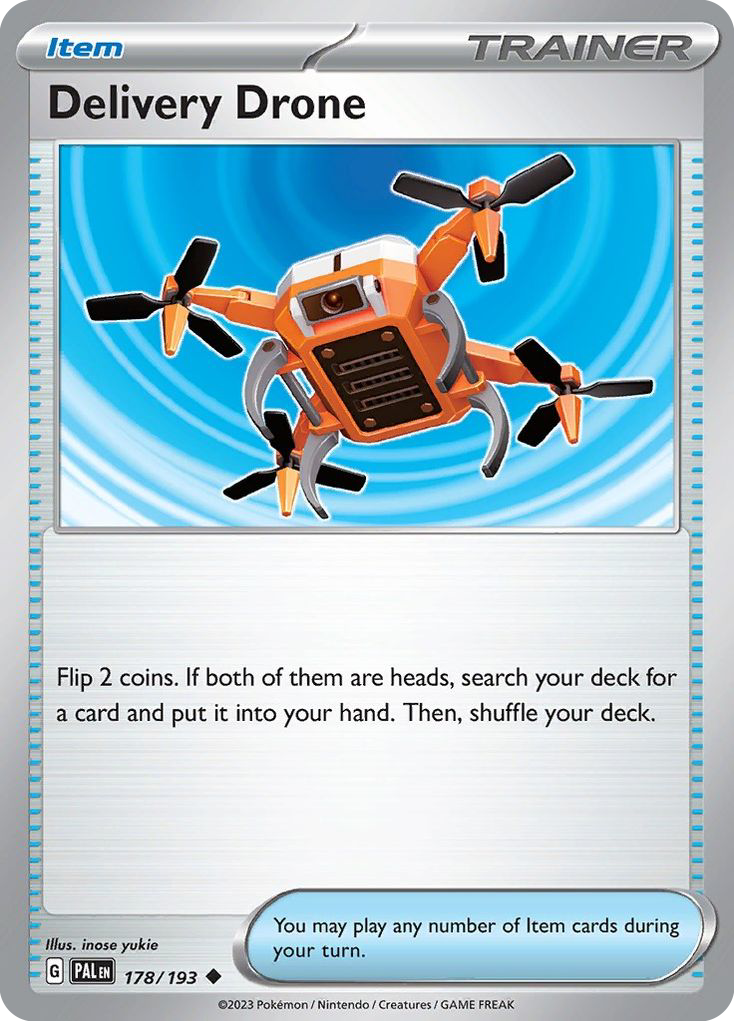 Item
TRAINER
Delivery Drone
Flip 2 coins. If both of them are heads, search your deck for
a card and put it into your hand. Then, shuffle your deck.
You may play any number of Item cards during
your turn.
Illus. inose yukie
G PAL EN 178/193 ◆
©2023 Pokémon / Nintendo / Creatures / GAME FREAK